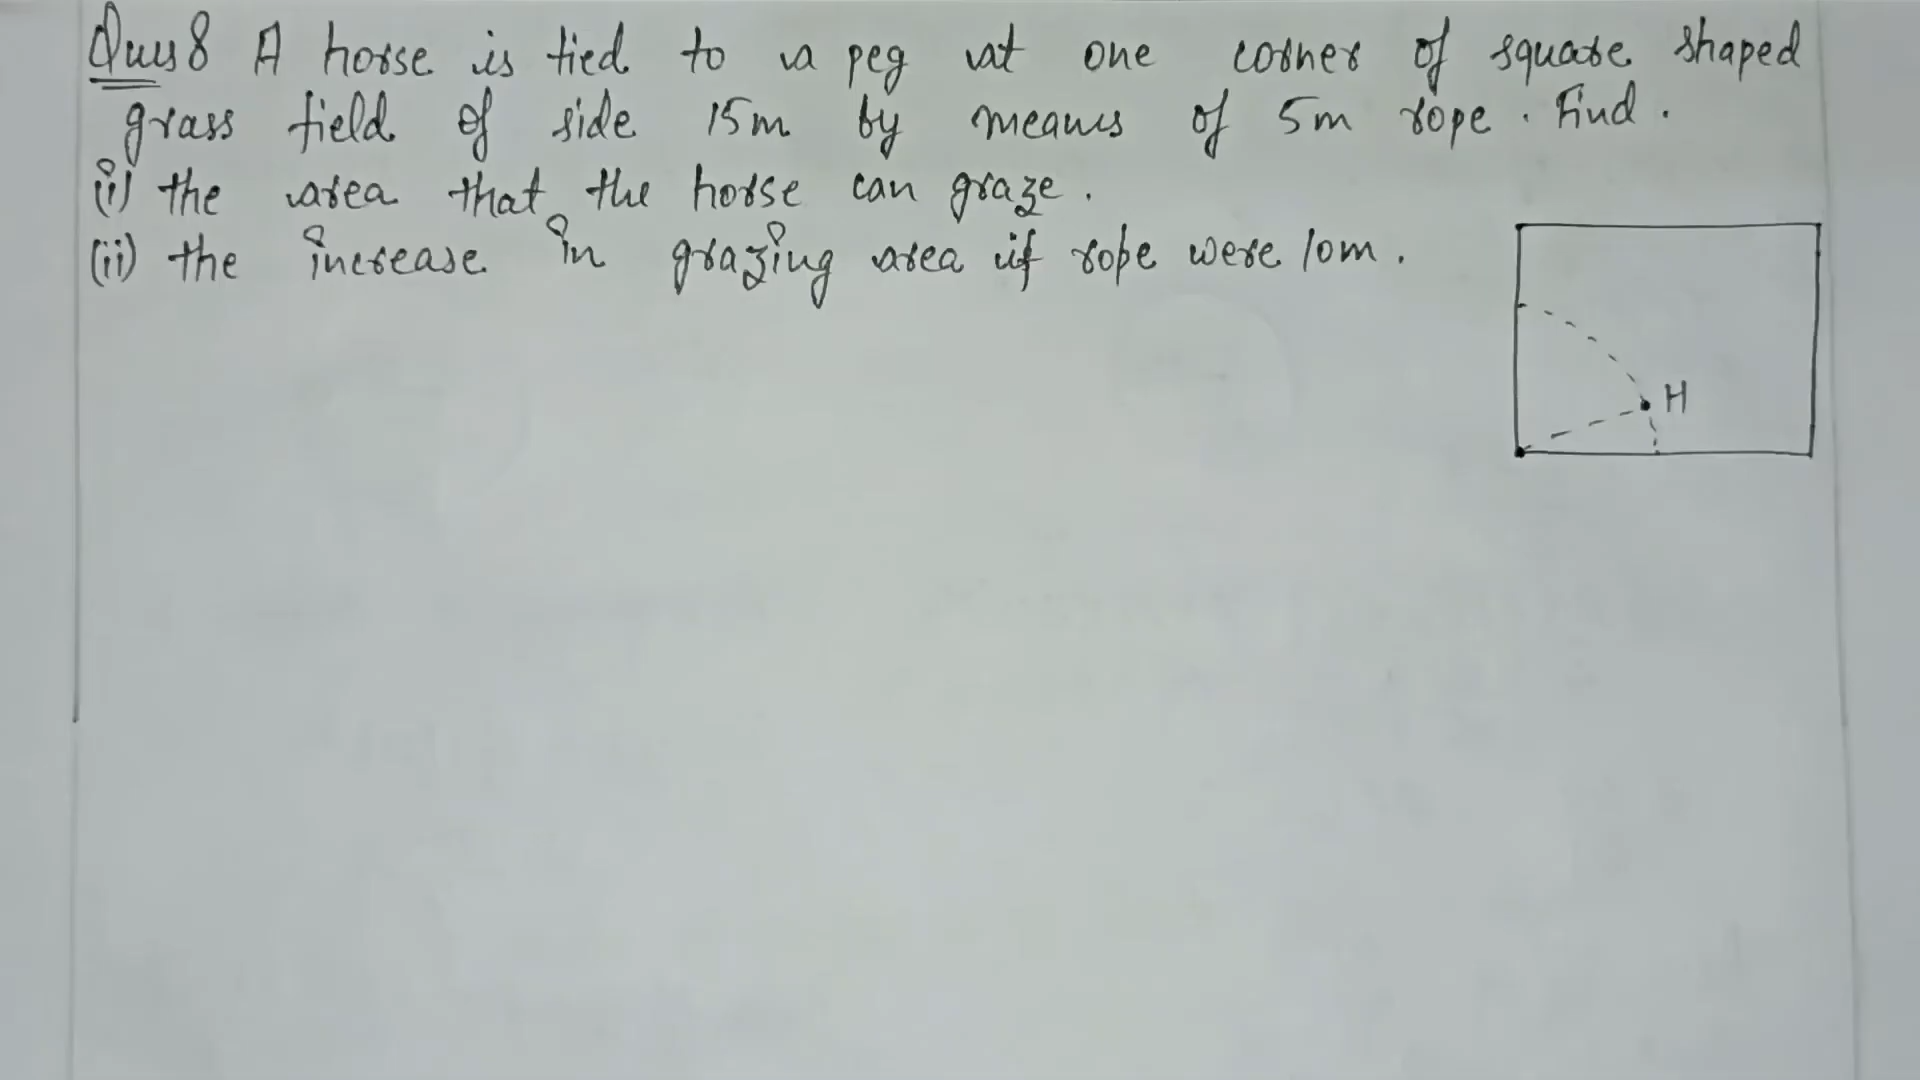 Ques 8 A horse is tied to a peg at one corner of square shaped
grass field of side 15m by means of 5m rope. Find.
(i) the area that the horse can graze.
(ii) the increase in grazing area if rope were 10m.
H